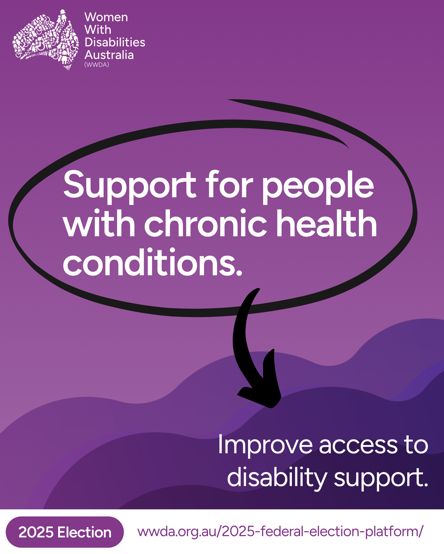 Women
With
Disabilities
Australia
(WWDA)
Support for people
with chronic health
conditions.
Improve access to
disability support.
2025 Election
wwda.org.au/2025-federal-election-platform/